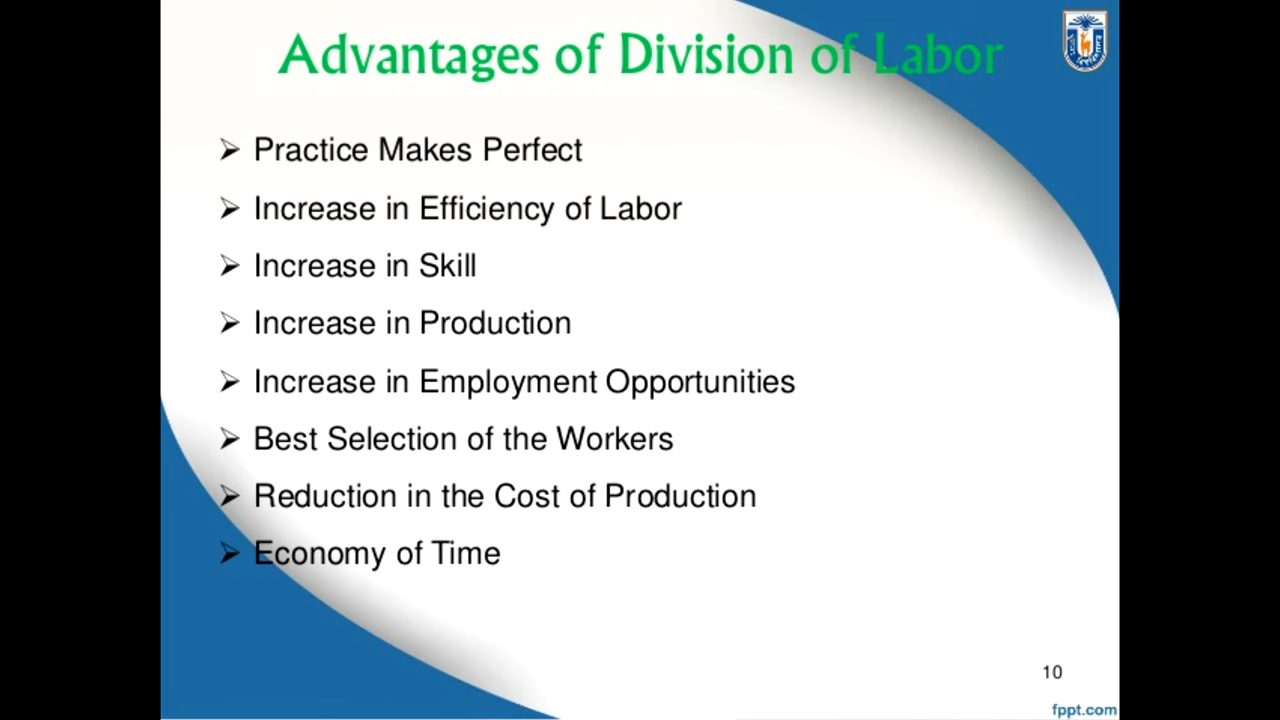 Advantages of Division of Labor
➢ Practice Makes Perfect
➢ Increase in Efficiency of Labor
➢ Increase in Skill
➢ Increase in Production
➢ Increase in Employment Opportunities
➢ Best Selection of the Workers
➢ Reduction in the Cost of Production
➢ Economy of Time
10
fppt.com